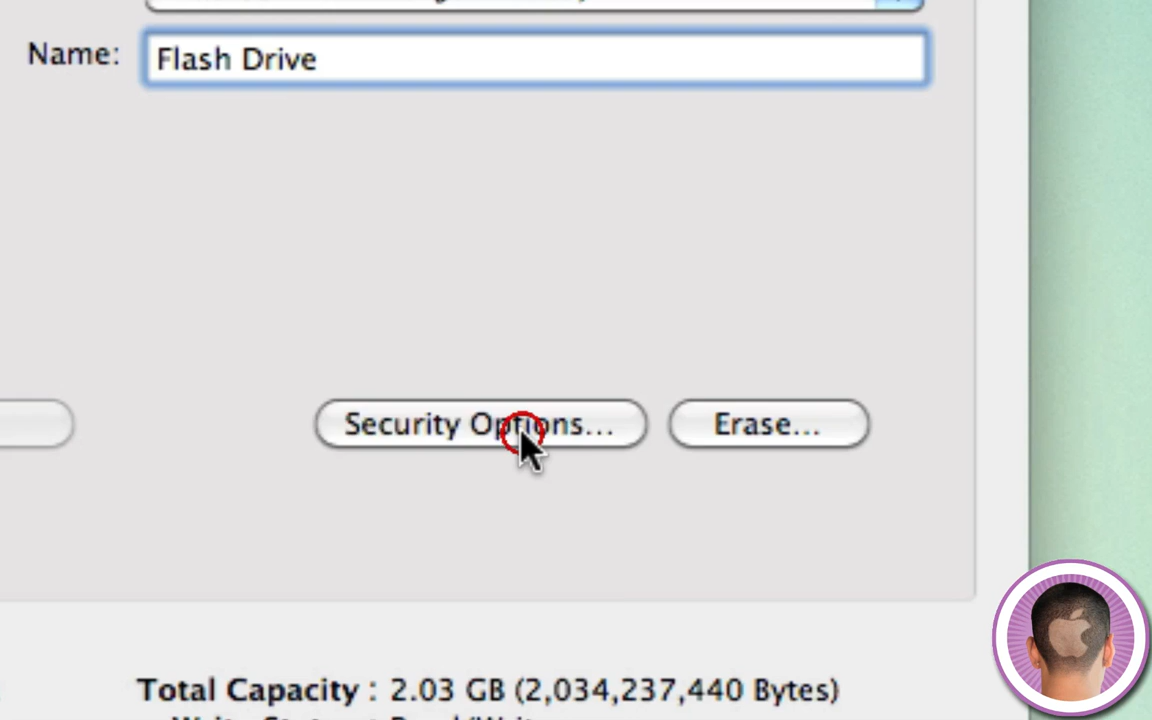 Name: Flash Drive
Security Options... Erase...
Total Capacity : 2.03 GB (2,034,237,440 Bytes)